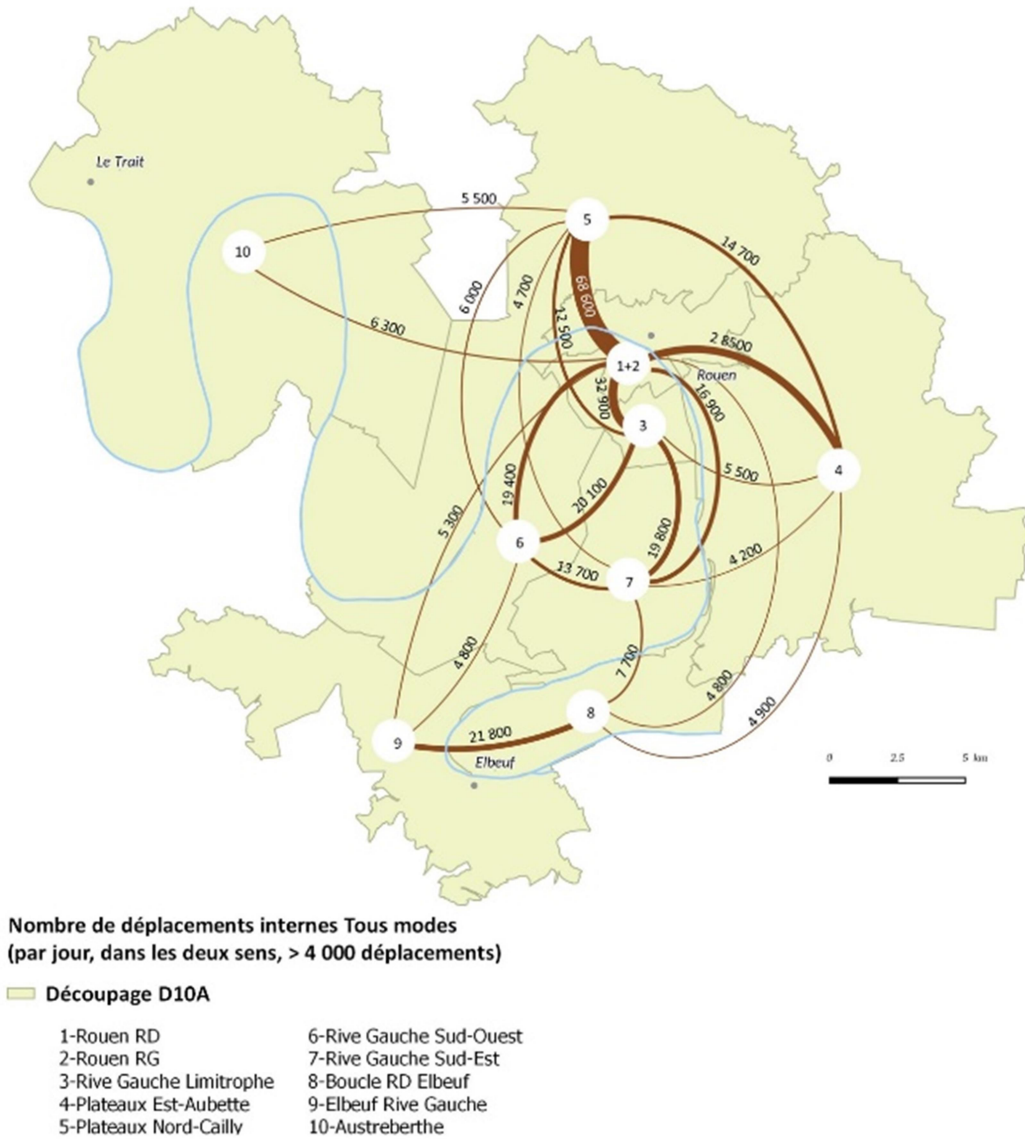 Le Trait
5 500
5
10
14 700
6 000
4 700
68 600
12 500
6 300
2 8500
1+2
Rouen
32 900
16 900
3
5 500
4
19 400
20 100
5 300
6
19 800
13 700
7
4 200
4 800
7 700
4 800
4 900
8
21 800
9
Elbeuf
0 2.5 5 km
Nombre de déplacements internes Tous modes
(par jour, dans les deux sens, > 4 000 déplacements)
Découpage D10A
1-Rouen RD
2-Rouen RG
3-Rive Gauche Limitrophe
4-Plateaux Est-Aubette
5-Plateaux Nord-Cailly
6-Rive Gauche Sud-Ouest
7-Rive Gauche Sud-Est
8-Boucle RD Elbeuf
9-Elbeuf Rive Gauche
10-Austreberthe